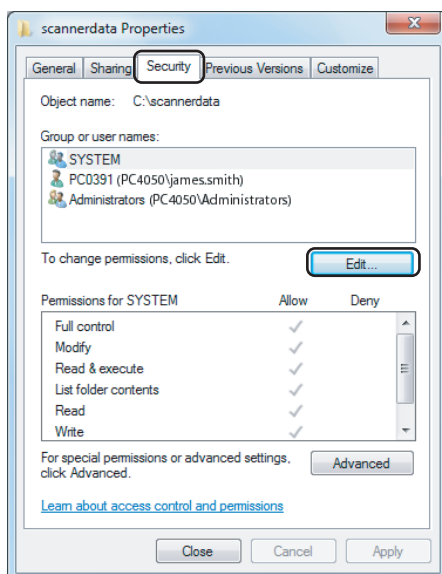 scannerdata Properties
General Sharing Security Previous Versions Customize
Object name: C:\scannerdata
Group or user names:
SYSTEM
PC0391 (PC4050\james.smith)
Administrators (PC4050\Administrators)
To change permissions, click Edit.
Edit...
Permissions for SYSTEM Allow Deny
Full control
Modify
Read & execute
List folder contents
Read
Write
For special permissions or advanced settings,
click Advanced.
Advanced
Learn about access control and permissions
Close Cancel Apply